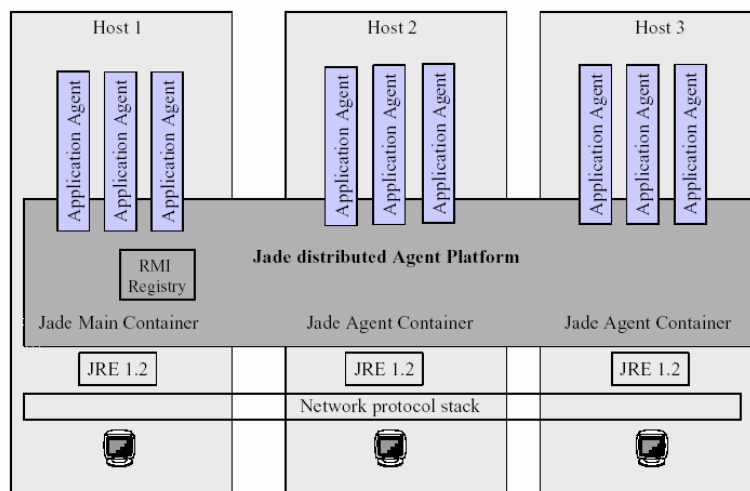 Host 1
Host 2
Host 3
Application Agent
Application Agent
Application Agent
Application Agent
Application Agent
Application Agent
Application Agent
Application Agent
Application Agent
Jade distributed Agent Platform
RMI
Registry
Jade Main Container
Jade Agent Container
Jade Agent Container
JRE 1.2
JRE 1.2
JRE 1.2
Network protocol stack